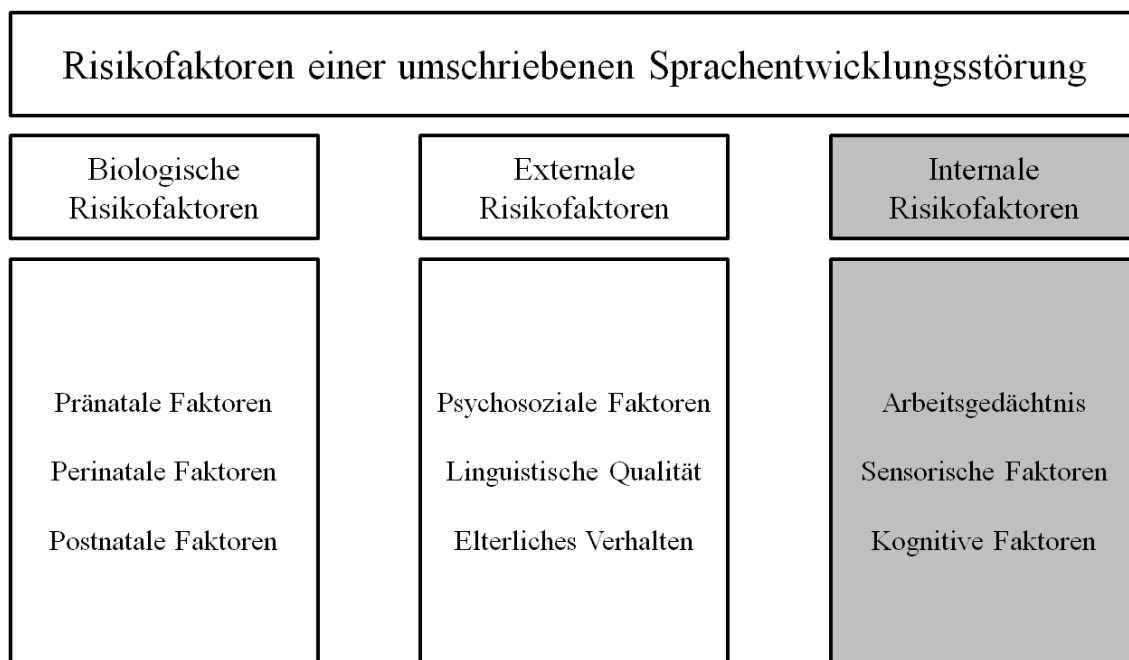 Risikofaktoren einer umschriebenen Sprachentwicklungsstörung
Biologische
Risikofaktoren
Externale
Risikofaktoren
Internale
Risikofaktoren
Pränatale Faktoren
Perinatale Faktoren
Postnatale Faktoren
Psychosoziale Faktoren
Linguistische Qualität
Elterliches Verhalten
Arbeitsgedächtnis
Sensorische Faktoren
Kognitive Faktoren